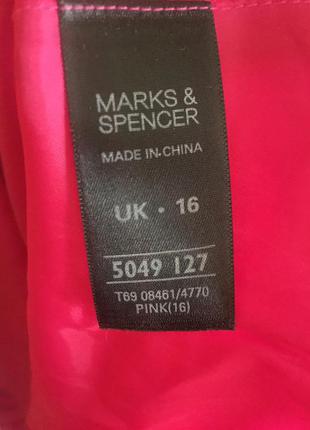 MARKS &
SPENCER
MADE IN CHINA
UK • 16
5049 127
T69 08461/4770
PINK(16)